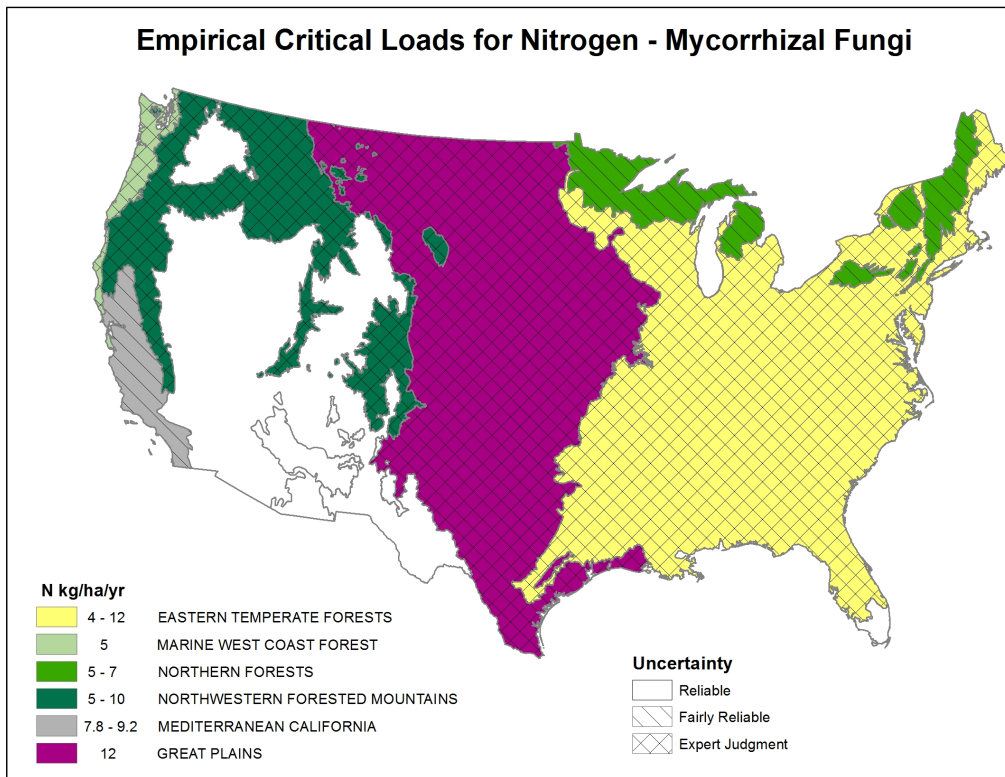 Empirical Critical Loads for Nitrogen - Mycorrhizal Fungi
N kg/ha/yr
4 - 12 EASTERN TEMPERATE FORESTS
5 MARINE WEST COAST FOREST
5 - 7 NORTHERN FORESTS
5 - 10 NORTHWESTERN FORESTED MOUNTAINS
7.8 - 9.2 MEDITERRANEAN CALIFORNIA
12 GREAT PLAINS
Uncertainty
Reliable
Fairly Reliable
Expert Judgment